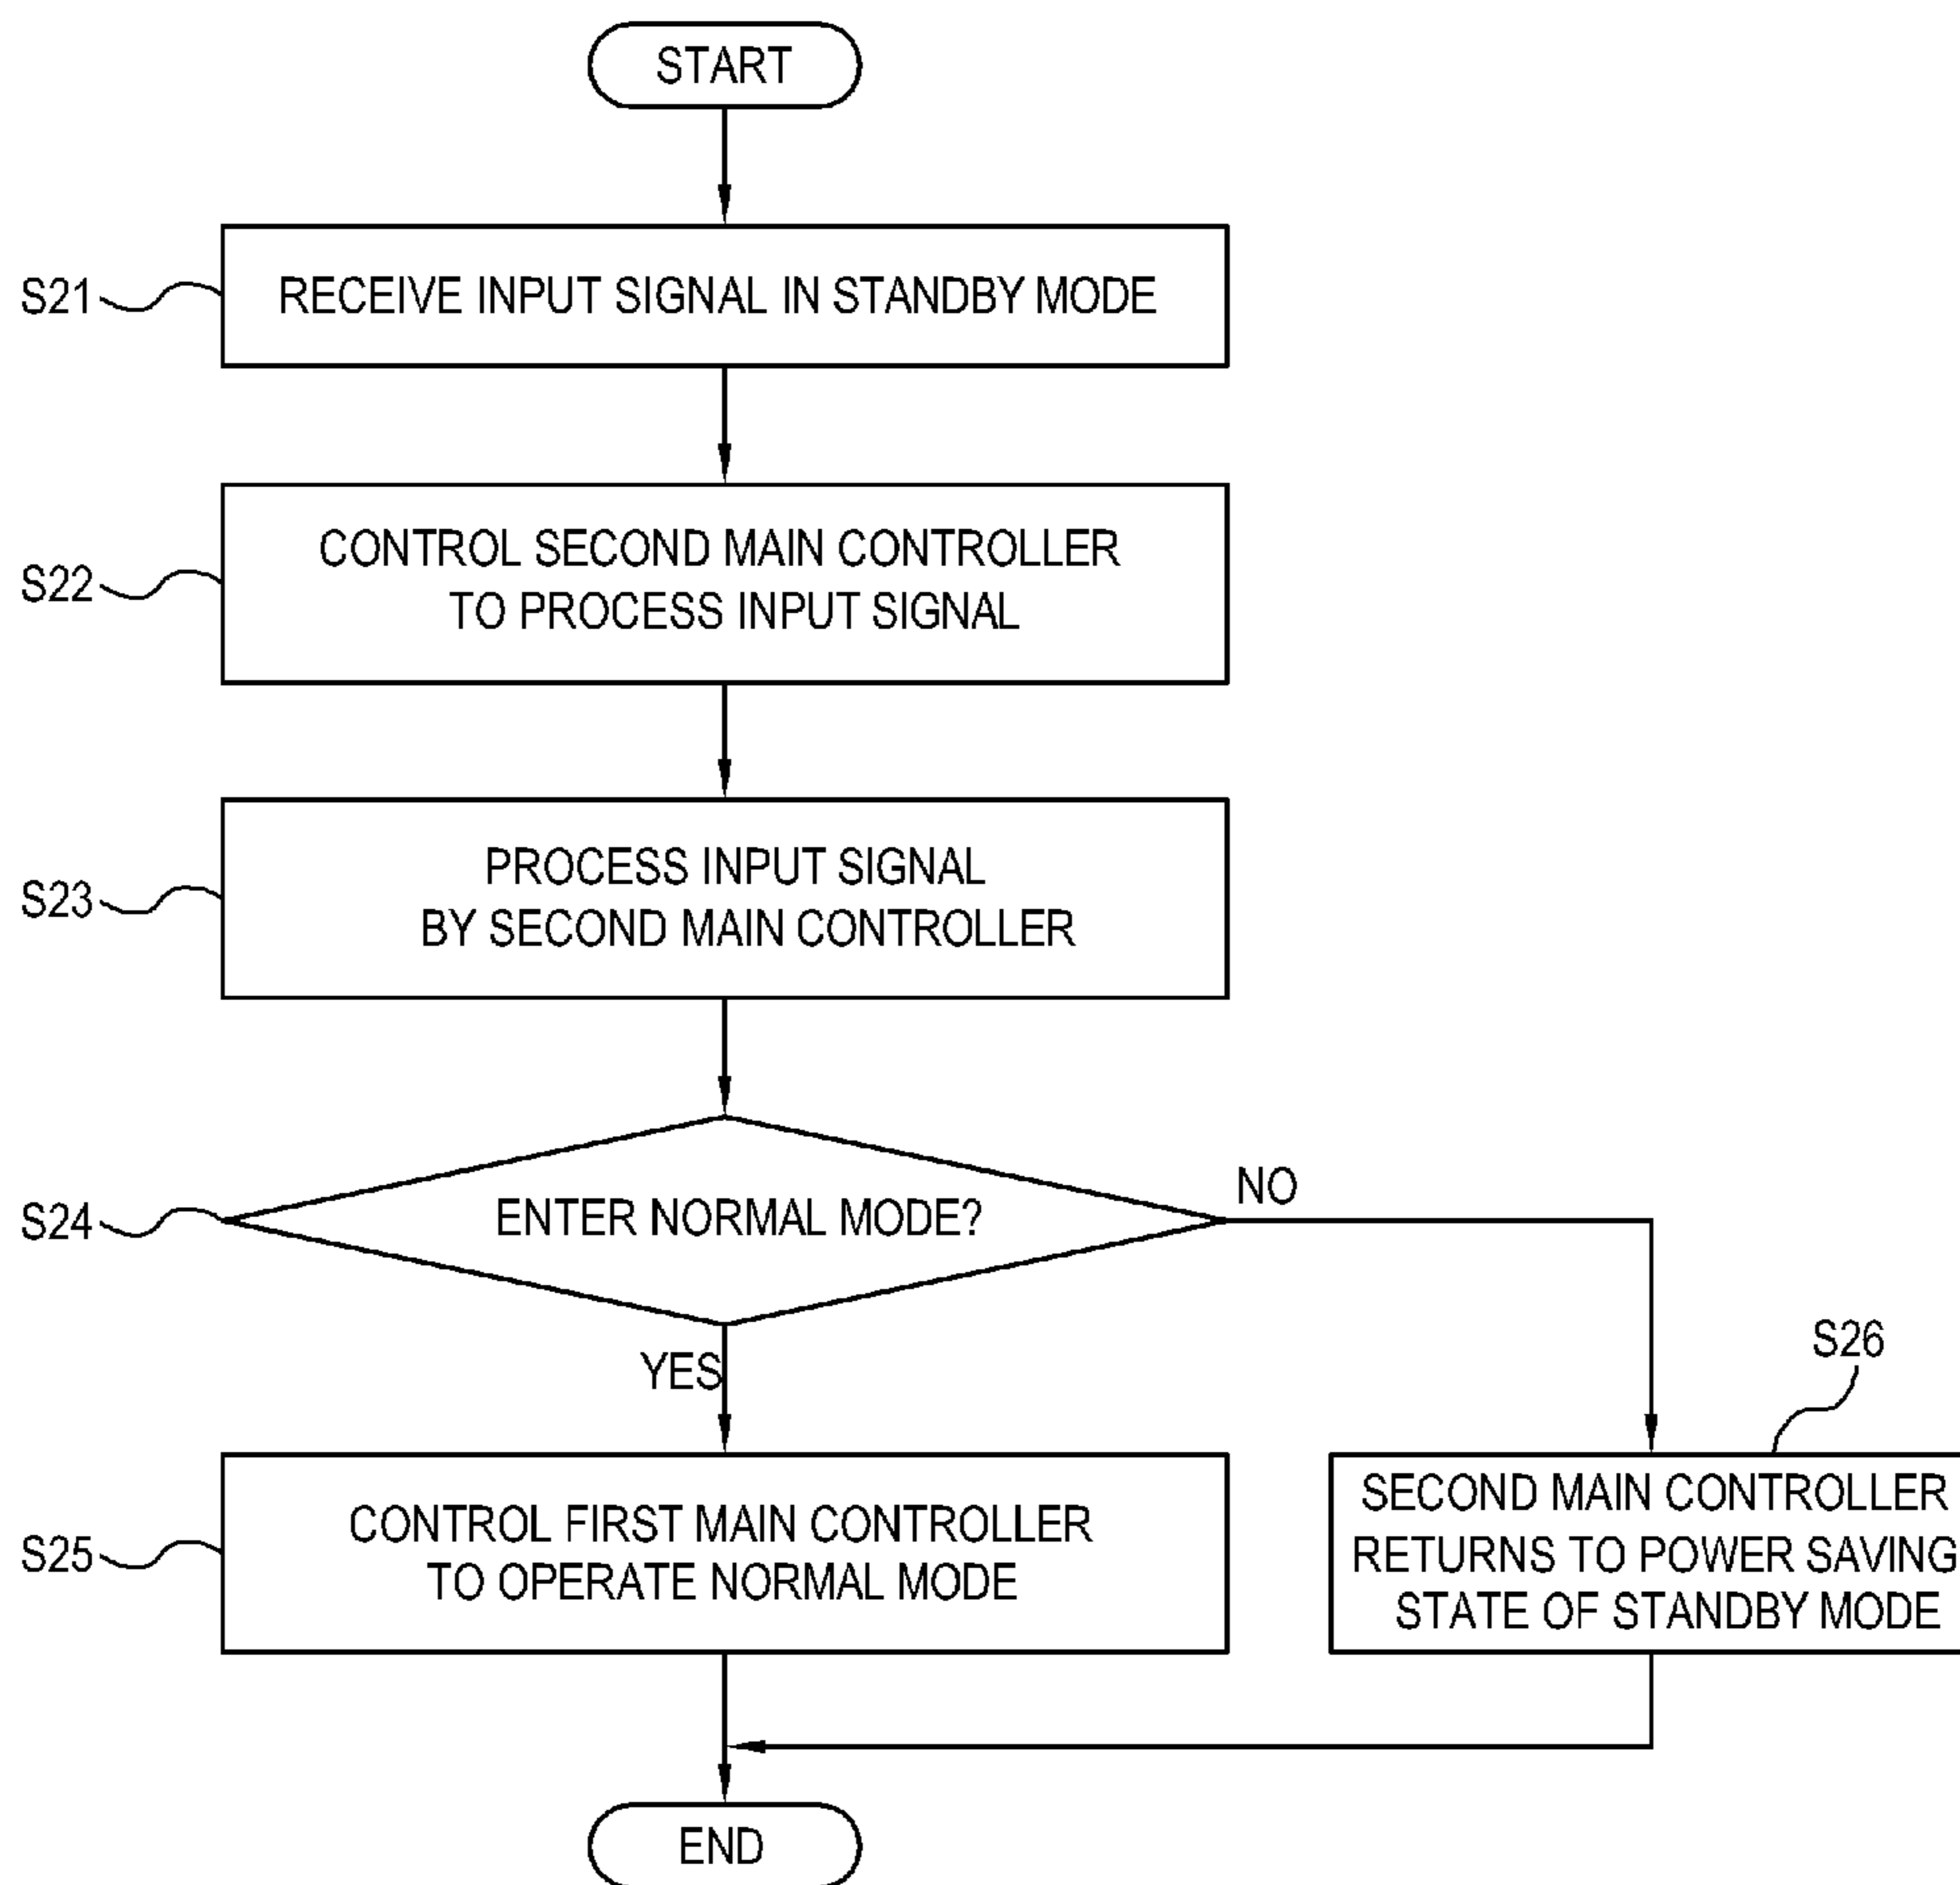 START
S21
RECEIVE INPUT SIGNAL IN STANDBY MODE
S22
CONTROL SECOND MAIN CONTROLLER
TO PROCESS INPUT SIGNAL
S23
PROCESS INPUT SIGNAL
BY SECOND MAIN CONTROLLER
S24
ENTER NORMAL MODE?
NO
YES
S25
CONTROL FIRST MAIN CONTROLLER
TO OPERATE NORMAL MODE
S26
SECOND MAIN CONTROLLER
RETURNS TO POWER SAVING
STATE OF STANDBY MODE
END